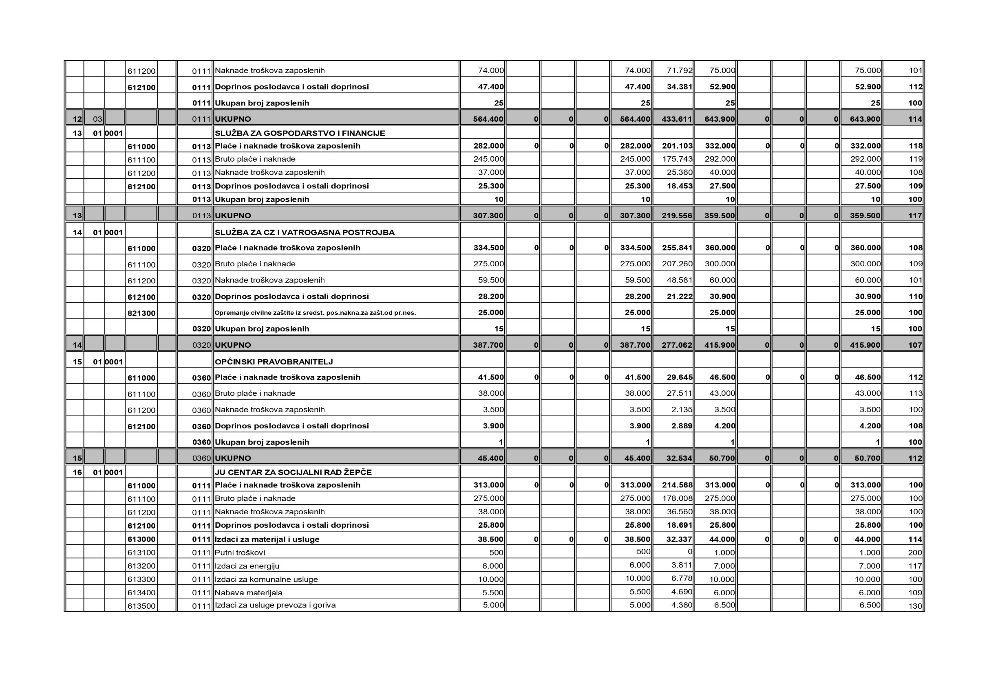 611200 0111 Naknade troškova zaposlenih 74.000 74.000 71.792 75.000 75.000 101
612100 0111 Doprinos poslodavca i ostali doprinosi 47.400 47.400 34.381 52.900 52.900 112
0111 Ukupan broj zaposlenih 25 25 25 25 100
12 03 0111 UKUPNO 564.400 0 0 0 564.400 433.611 643.900 0 0 0 643.900 114
13 01 0001 SLUŽBA ZA GOSPODARSTVO I FINANCIJE
611000 0113 Plaće i naknade troškova zaposlenih 282.000 0 0 0 282.000 201.103 332.000 0 0 0 332.000 118
611100 0113 Bruto plaće i naknade 245.000 245.000 175.743 292.000 292.000 119
611200 0113 Naknade troškova zaposlenih 37.000 37.000 25.360 40.000 40.000 108
612100 0113 Doprinos poslodavca i ostali doprinosi 25.300 25.300 18.453 27.500 27.500 109
0113 Ukupan broj zaposlenih 10 10 10 10 100
13 0113 UKUPNO 307.300 0 0 0 307.300 219.556 359.500 0 0 0 359.500 117
14 01 0001 SLUŽBA ZA CZ I VATROGASNA POSTROJBA
611000 0320 Plaće i naknade troškova zaposlenih 334.500 0 0 0 334.500 255.841 360.000 0 0 0 360.000 108
611100 0320 Bruto plaće i naknade 275.000 275.000 207.260 300.000 300.000 109
611200 0320 Naknade troškova zaposlenih 59.500 59.500 48.581 60.000 60.000 101
612100 0320 Doprinos poslodavca i ostali doprinosi 28.200 28.200 21.222 30.900 30.900 110
821300 Opremanje civilne zaštite iz sredst. pos.nakna.za zašt.od pr.nes. 25.000 25.000 25.000 25.000 100
0320 Ukupan broj zaposlenih 15 15 15 15 100
14 0320 UKUPNO 387.700 0 0 0 387.700 277.062 415.900 0 0 0 415.900 107
15 01 0001 OPĆINSKI PRAVOBRANITELJ
611000 0360 Plaće i naknade troškova zaposlenih 41.500 0 0 0 41.500 29.645 46.500 0 0 0 46.500 112
611100 0360 Bruto plaće i naknade 38.000 38.000 27.511 43.000 43.000 113
611200 0360 Naknade troškova zaposlenih 3.500 3.500 2.135 3.500 3.500 100
612100 0360 Doprinos poslodavca i ostali doprinosi 3.900 3.900 2.889 4.200 4.200 108
0360 Ukupan broj zaposlenih 1 1 1 1 100
15 0360 UKUPNO 45.400 0 0 0 45.400 32.534 50.700 0 0 0 50.700 112
16 01 0001 JU CENTAR ZA SOCIJALNI RAD ŽEPČE
611000 0111 Plaće i naknade troškova zaposlenih 313.000 0 0 0 313.000 214.568 313.000 0 0 0 313.000 100
611100 0111 Bruto plaće i naknade 275.000 275.000 178.008 275.000 275.000 100
611200 0111 Naknade troškova zaposlenih 38.000 38.000 36.560 38.000 38.000 100
612100 0111 Doprinos poslodavca i ostali doprinosi 25.800 25.800 18.691 25.800 25.800 100
613000 0111 Izdaci za materijal i usluge 38.500 0 0 0 38.500 32.337 44.000 0 0 0 44.000 114
613100 0111 Putni troškovi 500 500 0 1.000 1.000 200
613200 0111 Izdaci za energiju 6.000 6.000 3.811 7.000 7.000 117
613300 0111 Izdaci za komunalne usluge 10.000 10.000 6.778 10.000 10.000 100
613400 0111 Nabava materijala 5.500 5.500 4.690 6.000 6.000 109
613500 0111 Izdaci za usluge prevoza i goriva 5.000 5.000 4.360 6.500 6.500 130